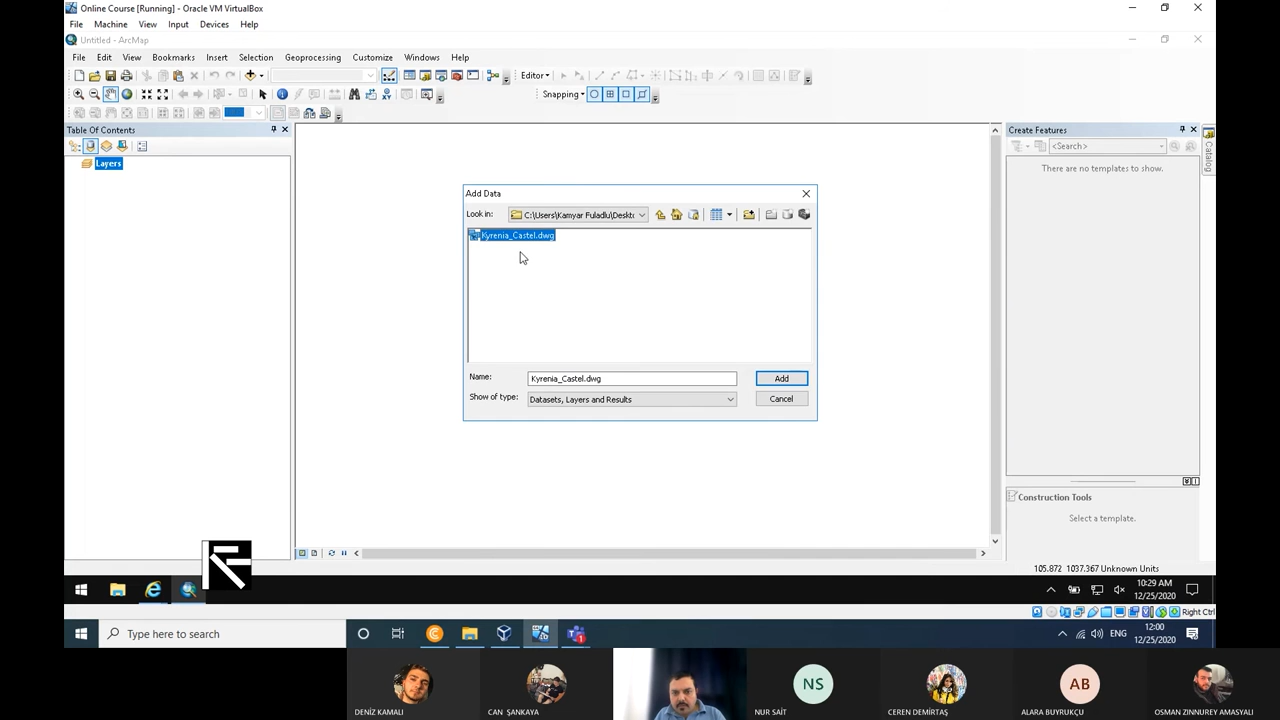 Online Course [Running] - Oracle VM VirtualBox
File Machine View Input Devices Help
Untitled - ArcMap
File Edit View Bookmarks Insert Selection Geoprocessing Customize Windows Help
Editor
Snapping
Table Of Contents
Layers
Add Data
Look in: C:\Users\Kamyar Fuladlu\Deskto
Kyrenia_Castel.dwg
Name: Kyrenia_Castel.dwg
Add
Show of type: Datasets, Layers and Results
Cancel
Create Features
<Search>
There are no templates to show.
Catalog
Construction Tools
Select a template.
105.872 1037.367 Unknown Units
10:29 AM
12/25/2020
Right Ctrl
Type here to search
ENG
12:00
12/25/2020
DENİZ KAMALI
CAN ŞANKAYA
NS
NUR SAİT
CEREN DEMİRTAŞ
AB
ALARA BUYRUKÇU
OSMAN ZINNUREY AMASYALI